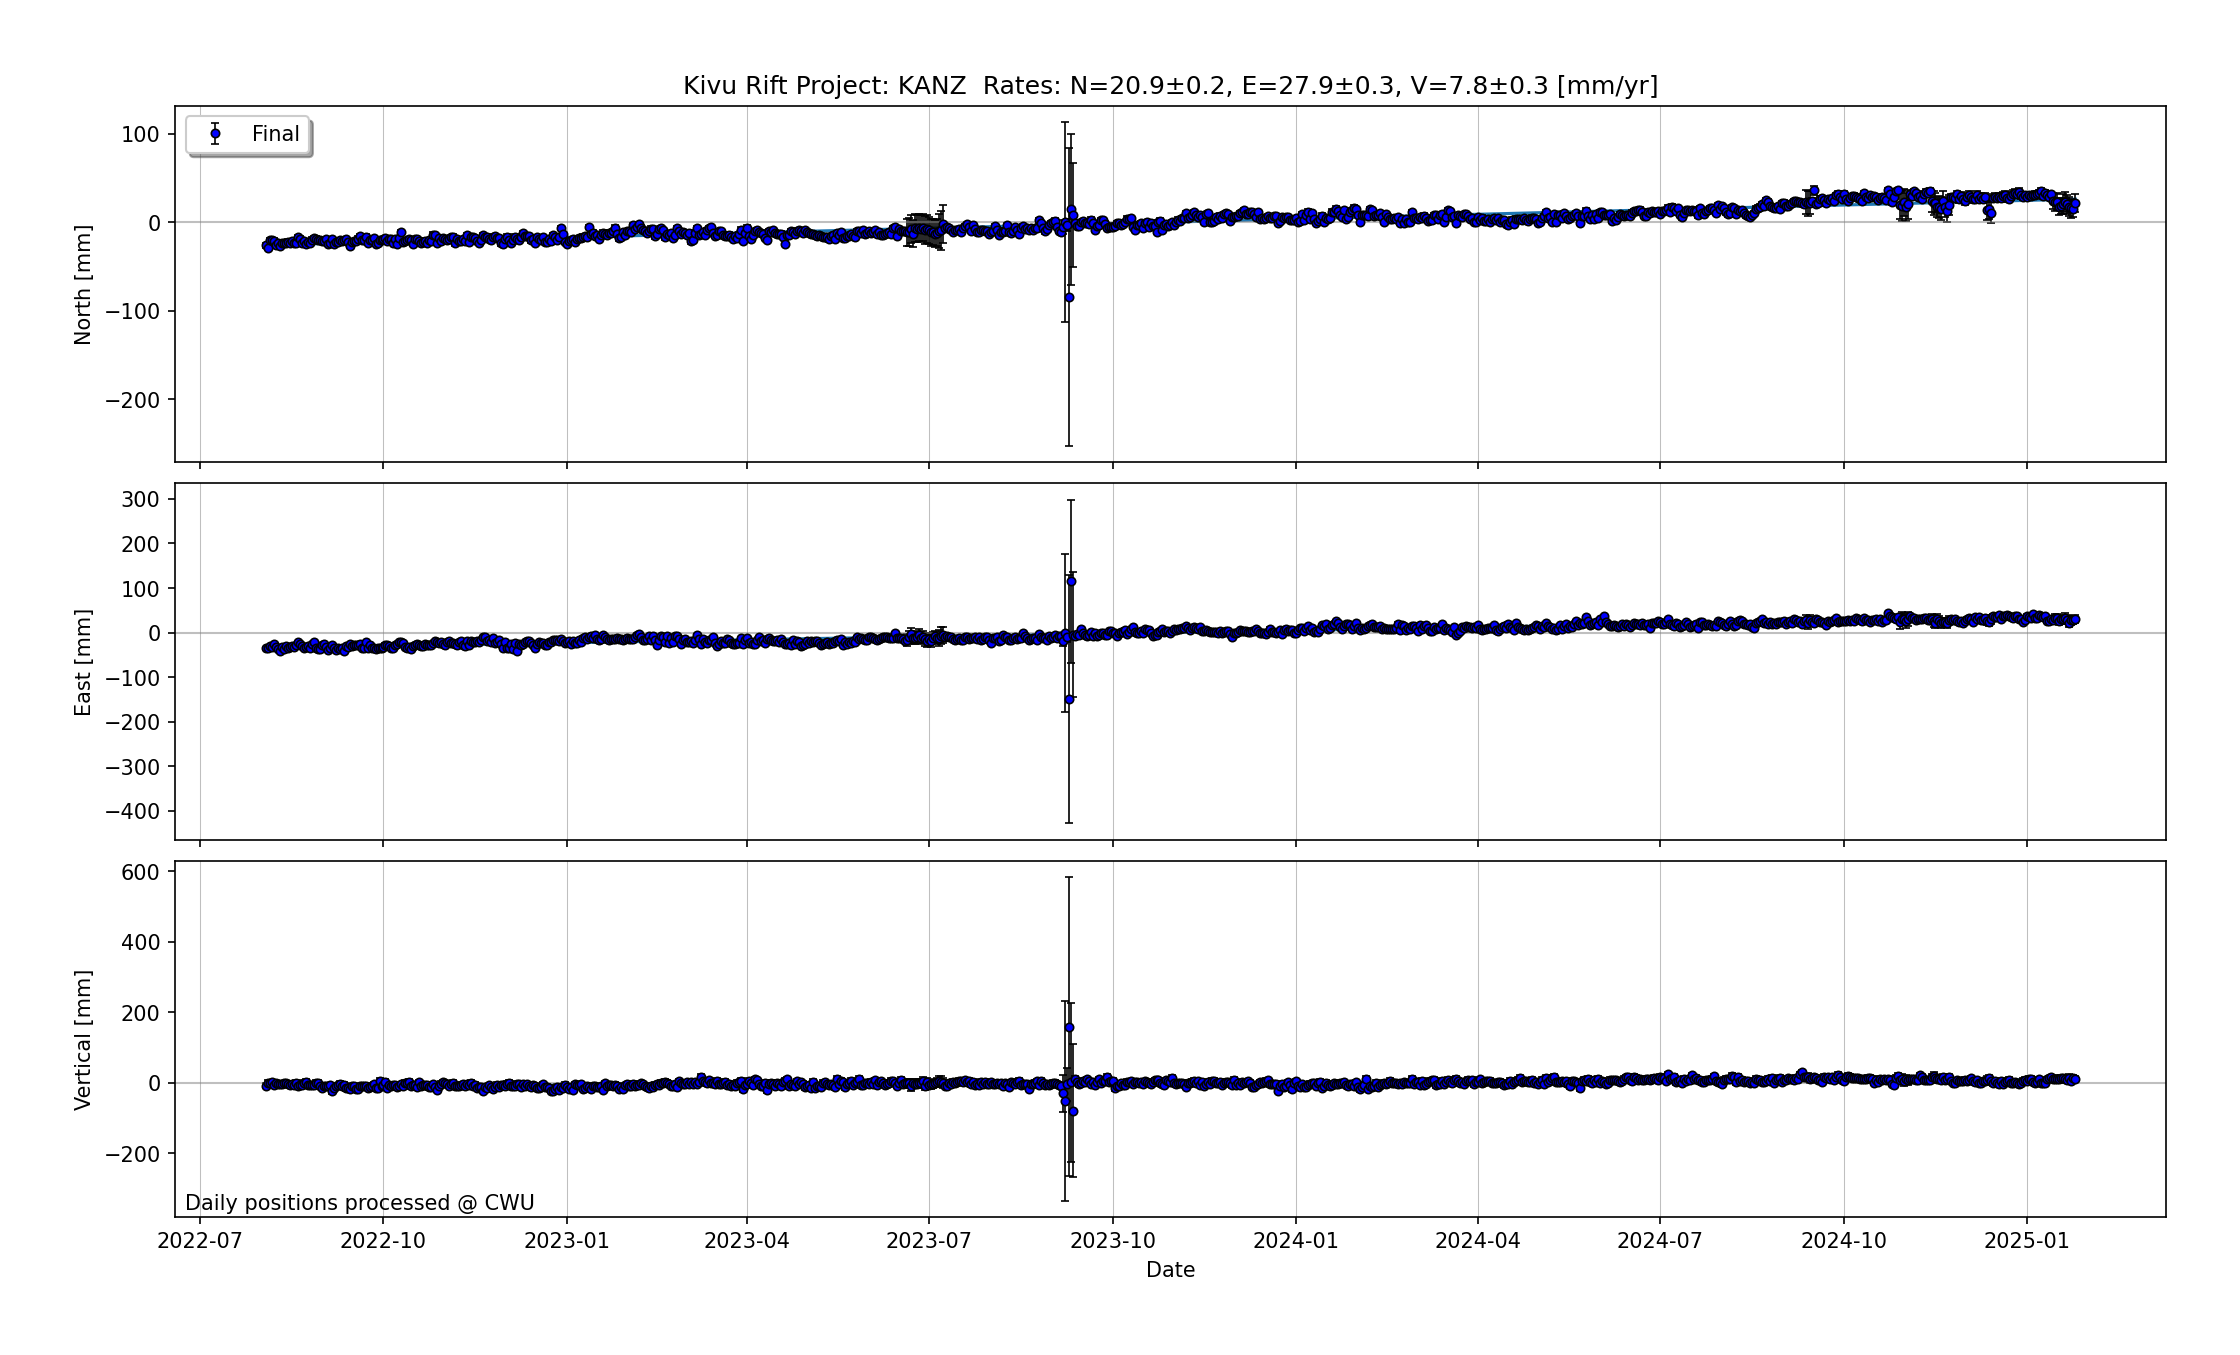 Kivu Rift Project: KANZ  Rates: N=20.9±0.2, E=27.9±0.3, V=7.8±0.3 [mm/yr]
Final
North [mm]
100
0
−100
−200
East [mm]
300
200
100
0
−100
−200
−300
−400
Vertical [mm]
600
400
200
0
−200
Daily positions processed @ CWU
2022-07 2022-10 2023-01 2023-04 2023-07 2023-10 2024-01 2024-04 2024-07 2024-10 2025-01
Date